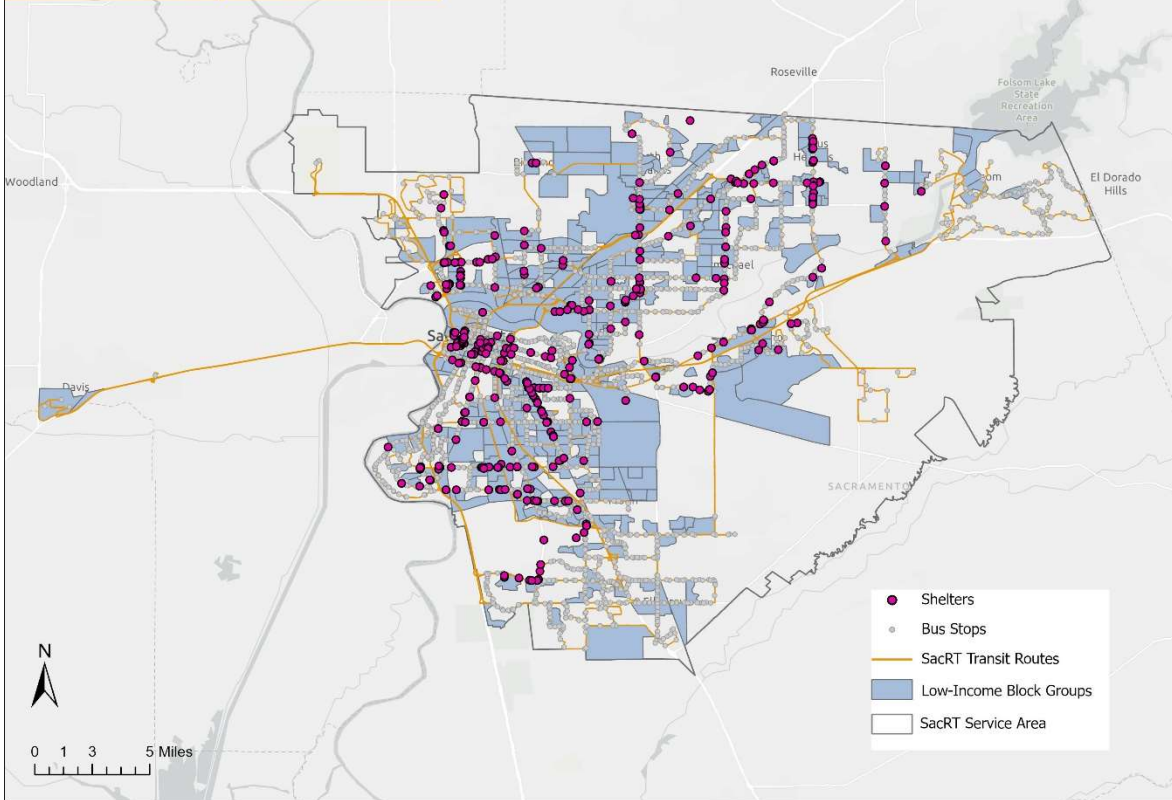 Roseville
Folsom Lake
State
Recreation
Area
Woodland
El Dorado
Hills
Davis
SACRAMENTO
N
0 1 3 5 Miles
Shelters
Bus Stops
SacRT Transit Routes
Low-Income Block Groups
SacRT Service Area